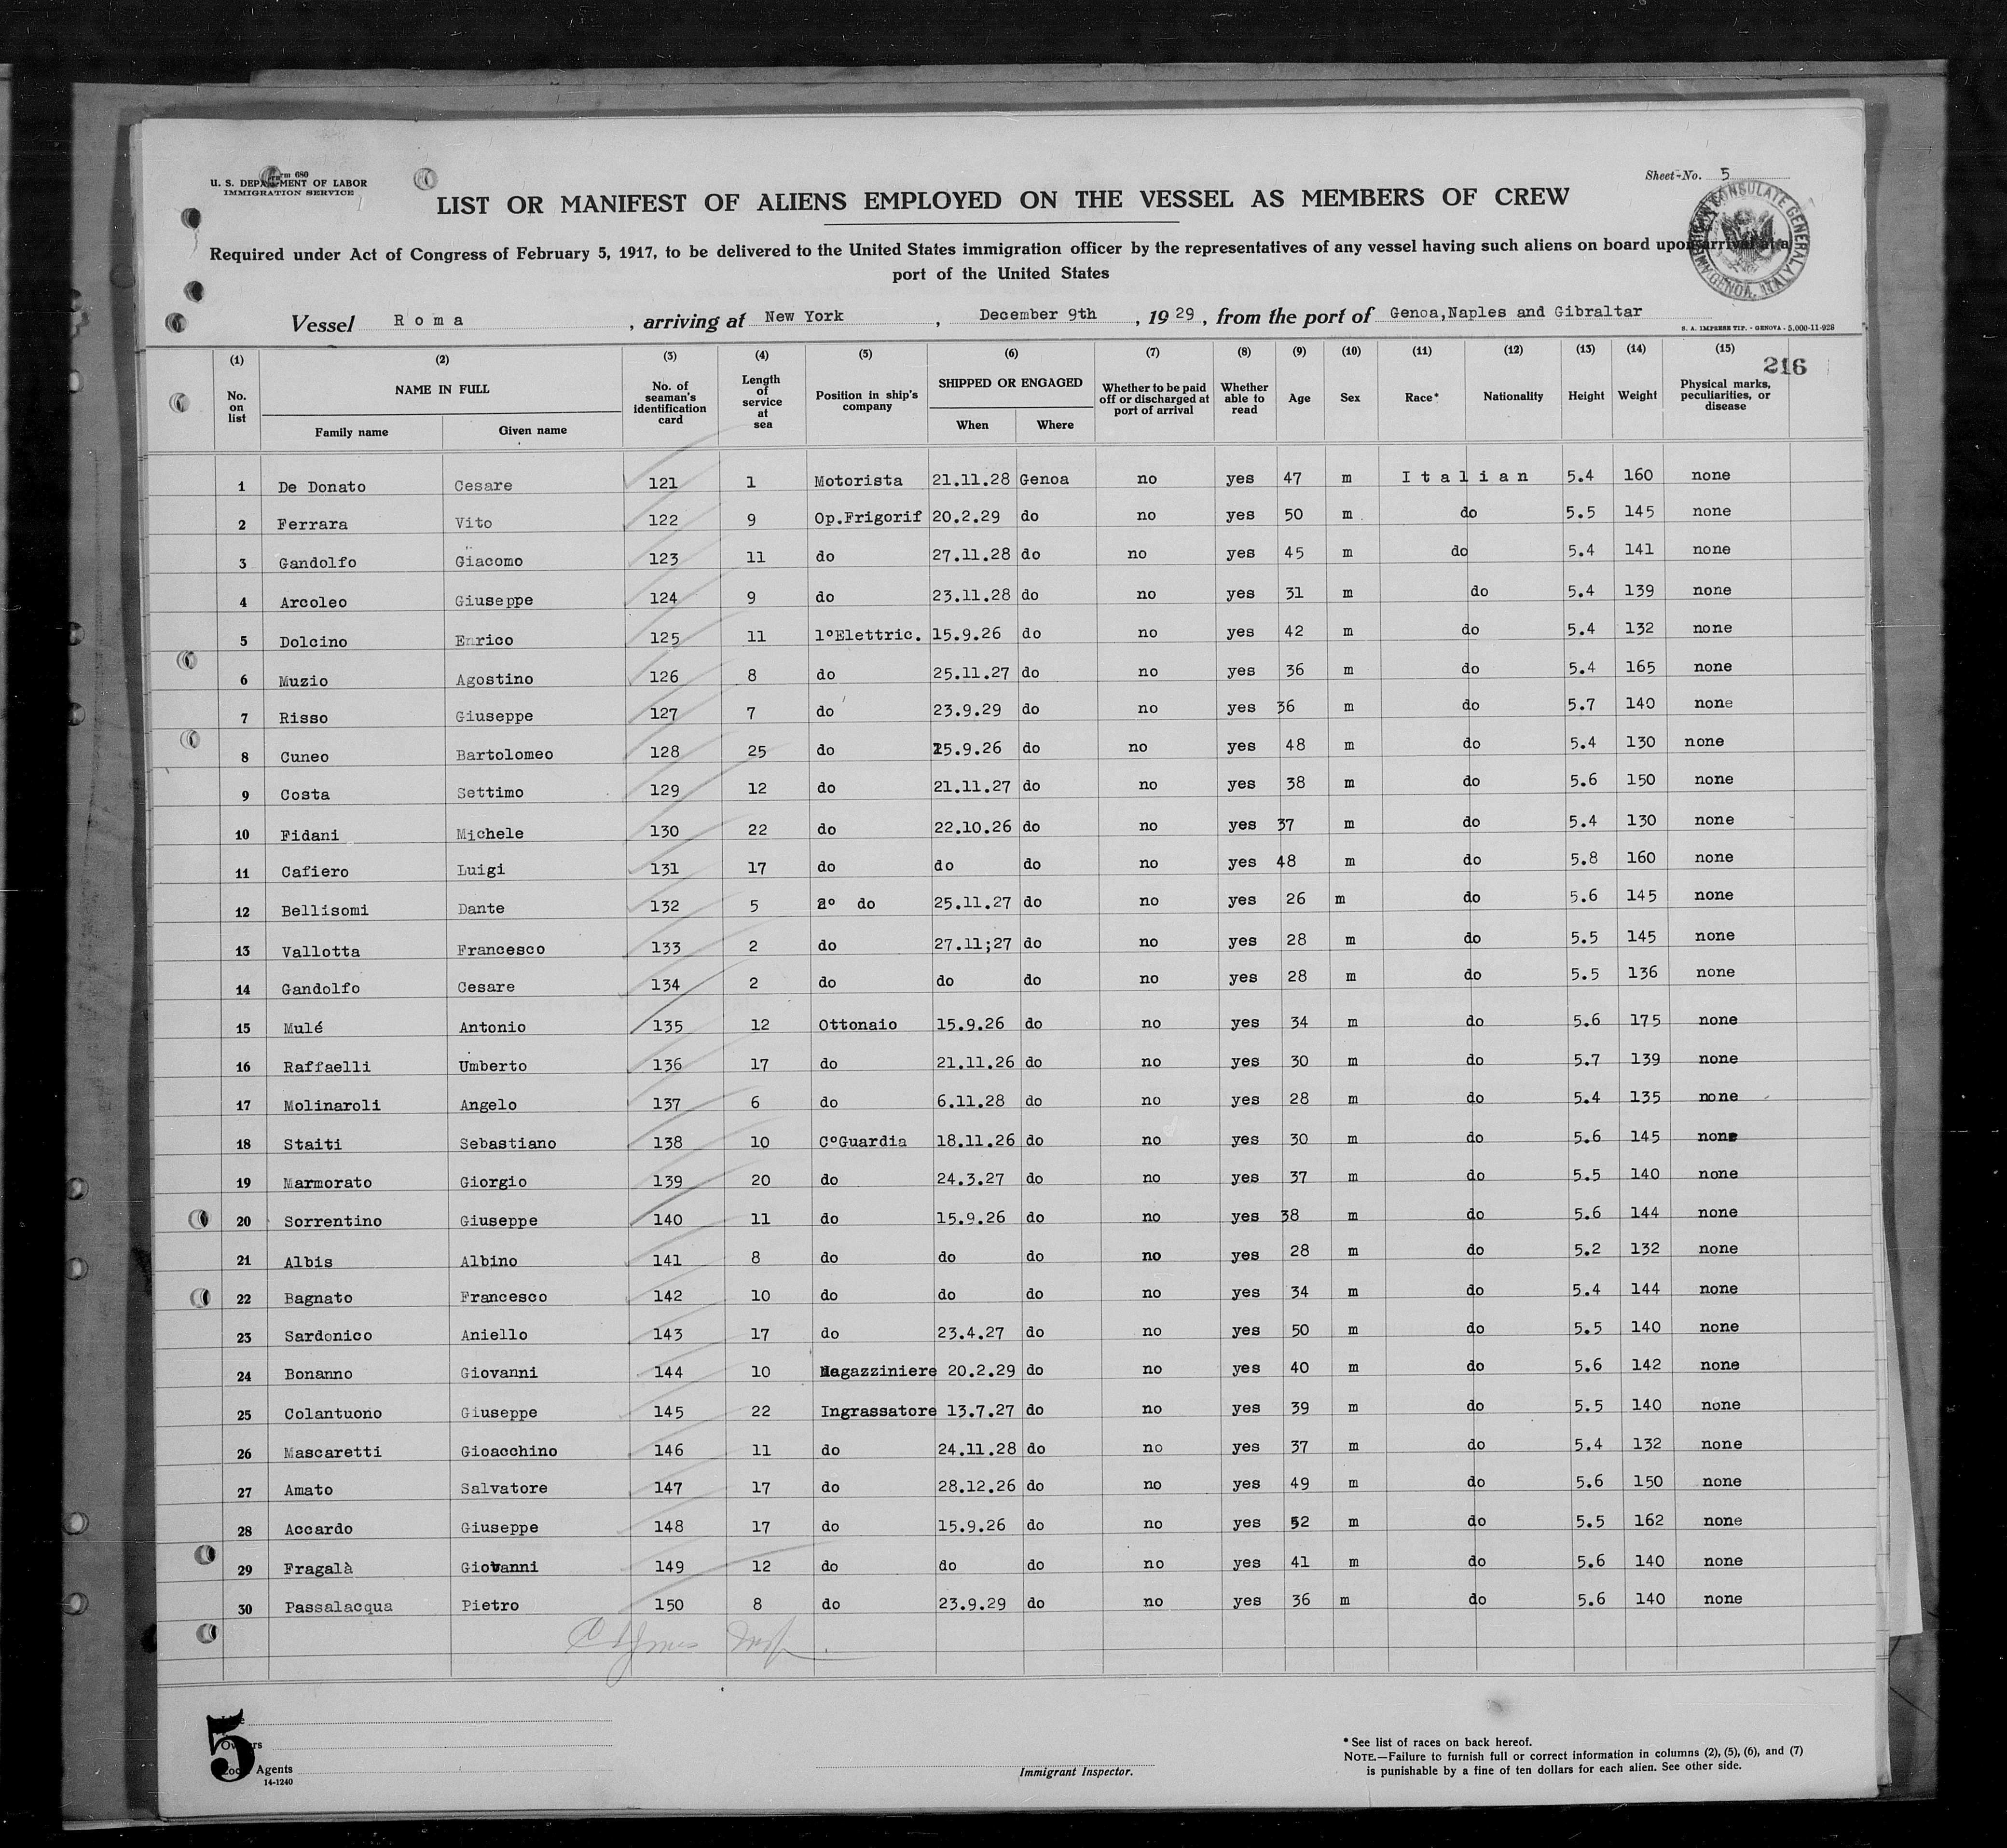 Form 680
U. S. DEPARTMENT OF LABOR
IMMIGRATION SERVICE
Sheet No. 5
LIST OR MANIFEST OF ALIENS EMPLOYED ON THE VESSEL AS MEMBERS OF CREW
AMERICAN CONSULATE GENERAL GENOA, ITALY
Required under Act of Congress of February 5, 1917, to be delivered to the United States immigration officer by the representatives of any vessel having such aliens on board upon arrival at a
port of the United States
Vessel Roma, arriving at New York, December 9th, 1929, from the port of Genoa,Naples and Gibraltar
S. A. IMPRESE TIP. - GENOVA - 5.000-11-928
216
(1) (2) (3) (4) (5) (6) (7) (8) (9) (10) (11) (12) (13) (14) (15)
No. on list NAME IN FULL Family name Given name No. of seaman's identification card Length of service at sea Position in ship's company SHIPPED OR ENGAGED When Where Whether to be paid off or discharged at port of arrival Whether able to read Age Sex Race* Nationality Height Weight Physical marks, peculiarities, or disease
1 De Donato Cesare 121 1 Motorista 21.11.28 Genoa no yes 47 m Italian 5.4 160 none
2 Ferrara Vito 122 9 Op.Frigorif 20.2.29 do no yes 50 m do 5.5 145 none
3 Gandolfo Giacomo 123 11 do 27.11.28 do no yes 45 m do 5.4 141 none
4 Arcoleo Giuseppe 124 9 do 23.11.28 do no yes 31 m do 5.4 139 none
5 Dolcino Enrico 125 11 1ºElettric. 15.9.26 do no yes 42 m do 5.4 132 none
6 Muzio Agostino 126 8 do 25.11.27 do no yes 36 m do 5.4 165 none
7 Risso Giuseppe 127 7 do 23.9.29 do no yes 36 m do 5.7 140 none
8 Cuneo Bartolomeo 128 25 do 15.9.26 do no yes 48 m do 5.4 130 none
9 Costa Settimo 129 12 do 21.11.27 do no yes 38 m do 5.6 150 none
10 Fidani Michele 130 22 do 22.10.26 do no yes 37 m do 5.4 130 none
11 Cafiero Luigi 131 17 do do do no yes 48 m do 5.8 160 none
12 Bellisomi Dante 132 5 2º do 25.11.27 do no yes 26 m do 5.6 145 none
13 Vallotta Francesco 133 2 do 27.11;27 do no yes 28 m do 5.5 145 none
14 Gandolfo Cesare 134 2 do do do no yes 28 m do 5.5 136 none
15 Mulé Antonio 135 12 Ottonaio 15.9.26 do no yes 34 m do 5.6 175 none
16 Raffaelli Umberto 136 17 do 21.11.26 do no yes 30 m do 5.7 139 none
17 Molinaroli Angelo 137 6 do 6.11.28 do no yes 28 m do 5.4 135 none
18 Staiti Sebastiano 138 10 CºGuardia 18.11.26 do no yes 30 m do 5.6 145 none
19 Marmorato Giorgio 139 20 do 24.3.27 do no yes 37 m do 5.5 140 none
20 Sorrentino Giuseppe 140 11 do 15.9.26 do no yes 38 m do 5.6 144 none
21 Albis Albino 141 8 do do do no yes 28 m do 5.2 132 none
22 Bagnato Francesco 142 10 do do do no yes 34 m do 5.4 144 none
23 Sardonico Aniello 143 17 do 23.4.27 do no yes 50 m do 5.5 140 none
24 Bonanno Giovanni 144 10 Magazziniere 20.2.29 do no yes 40 m do 5.6 142 none
25 Colantuono Giuseppe 145 22 Ingrassatore 13.7.27 do no yes 39 m do 5.5 140 none
26 Mascaretti Gioacchino 146 11 do 24.11.28 do no yes 37 m do 5.4 132 none
27 Amato Salvatore 147 17 do 28.12.26 do no yes 49 m do 5.6 150 none
28 Accardo Giuseppe 148 17 do 15.9.26 do no yes 52 m do 5.5 162 none
29 Fragalà Giovanni 149 12 do do do no yes 41 m do 5.6 140 none
30 Passalacqua Pietro 150 8 do 23.9.29 do no yes 36 m do 5.6 140 none
5
Owners
Local Agents
14-1240
Immigrant Inspector.
* See list of races on back hereof.
NOTE.—Failure to furnish full or correct information in columns (2), (5), (6), and (7)
is punishable by a fine of ten dollars for each alien. See other side.